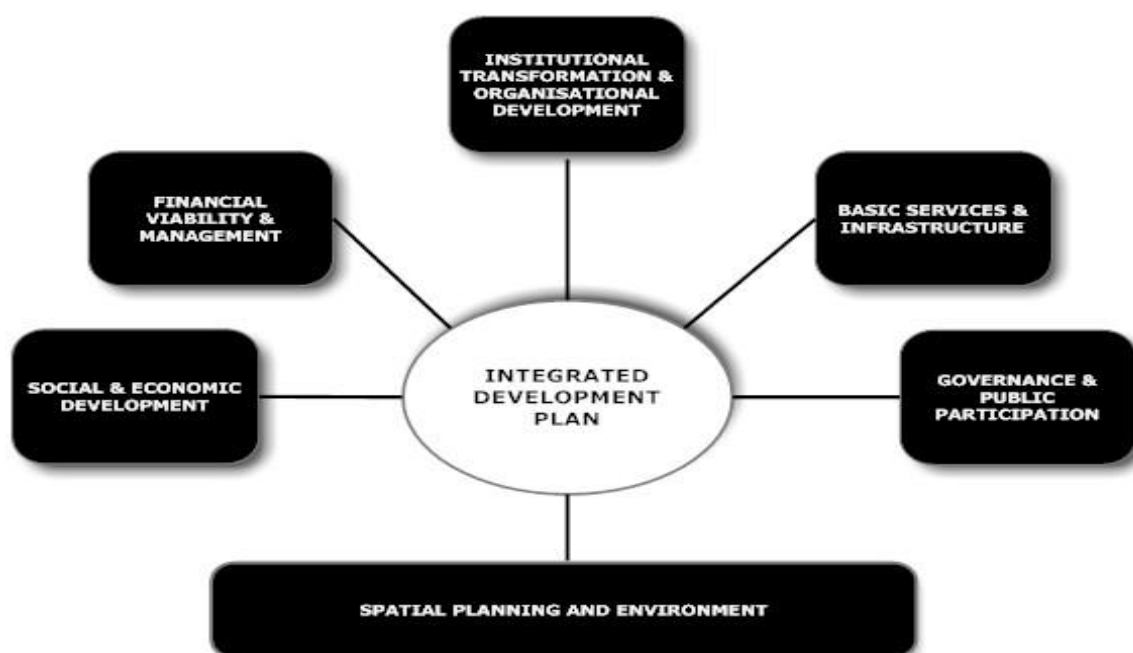 INSTITUTIONAL
TRANSFORMATION &
ORGANISATIONAL
DEVELOPMENT
FINANCIAL
VIABILITY &
MANAGEMENT
BASIC SERVICES &
INFRASTRUCTURE
SOCIAL & ECONOMIC
DEVELOPMENT
INTEGRATED
DEVELOPMENT
PLAN
GOVERNANCE &
PUBLIC
PARTICIPATION
SPATIAL PLANNING AND ENVIRONMENT